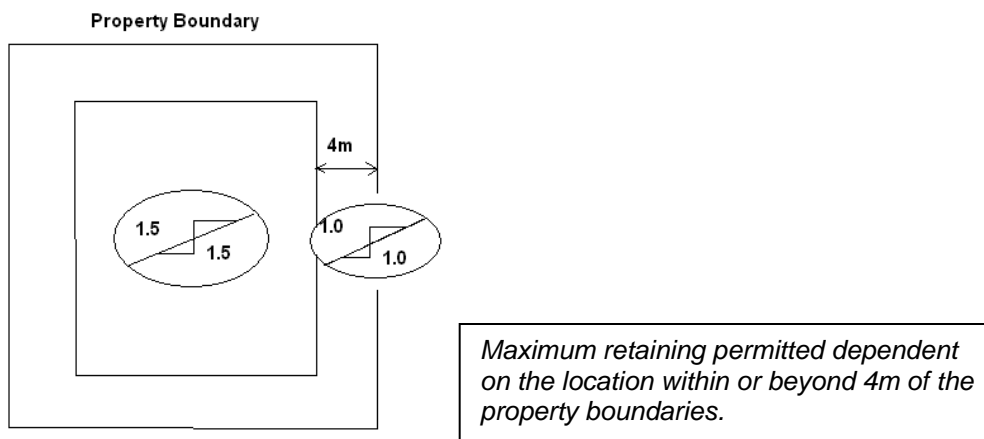 Property Boundary
4m
1.5
1.5
1.0
1.0
Maximum retaining permitted dependent
on the location within or beyond 4m of the
property boundaries.